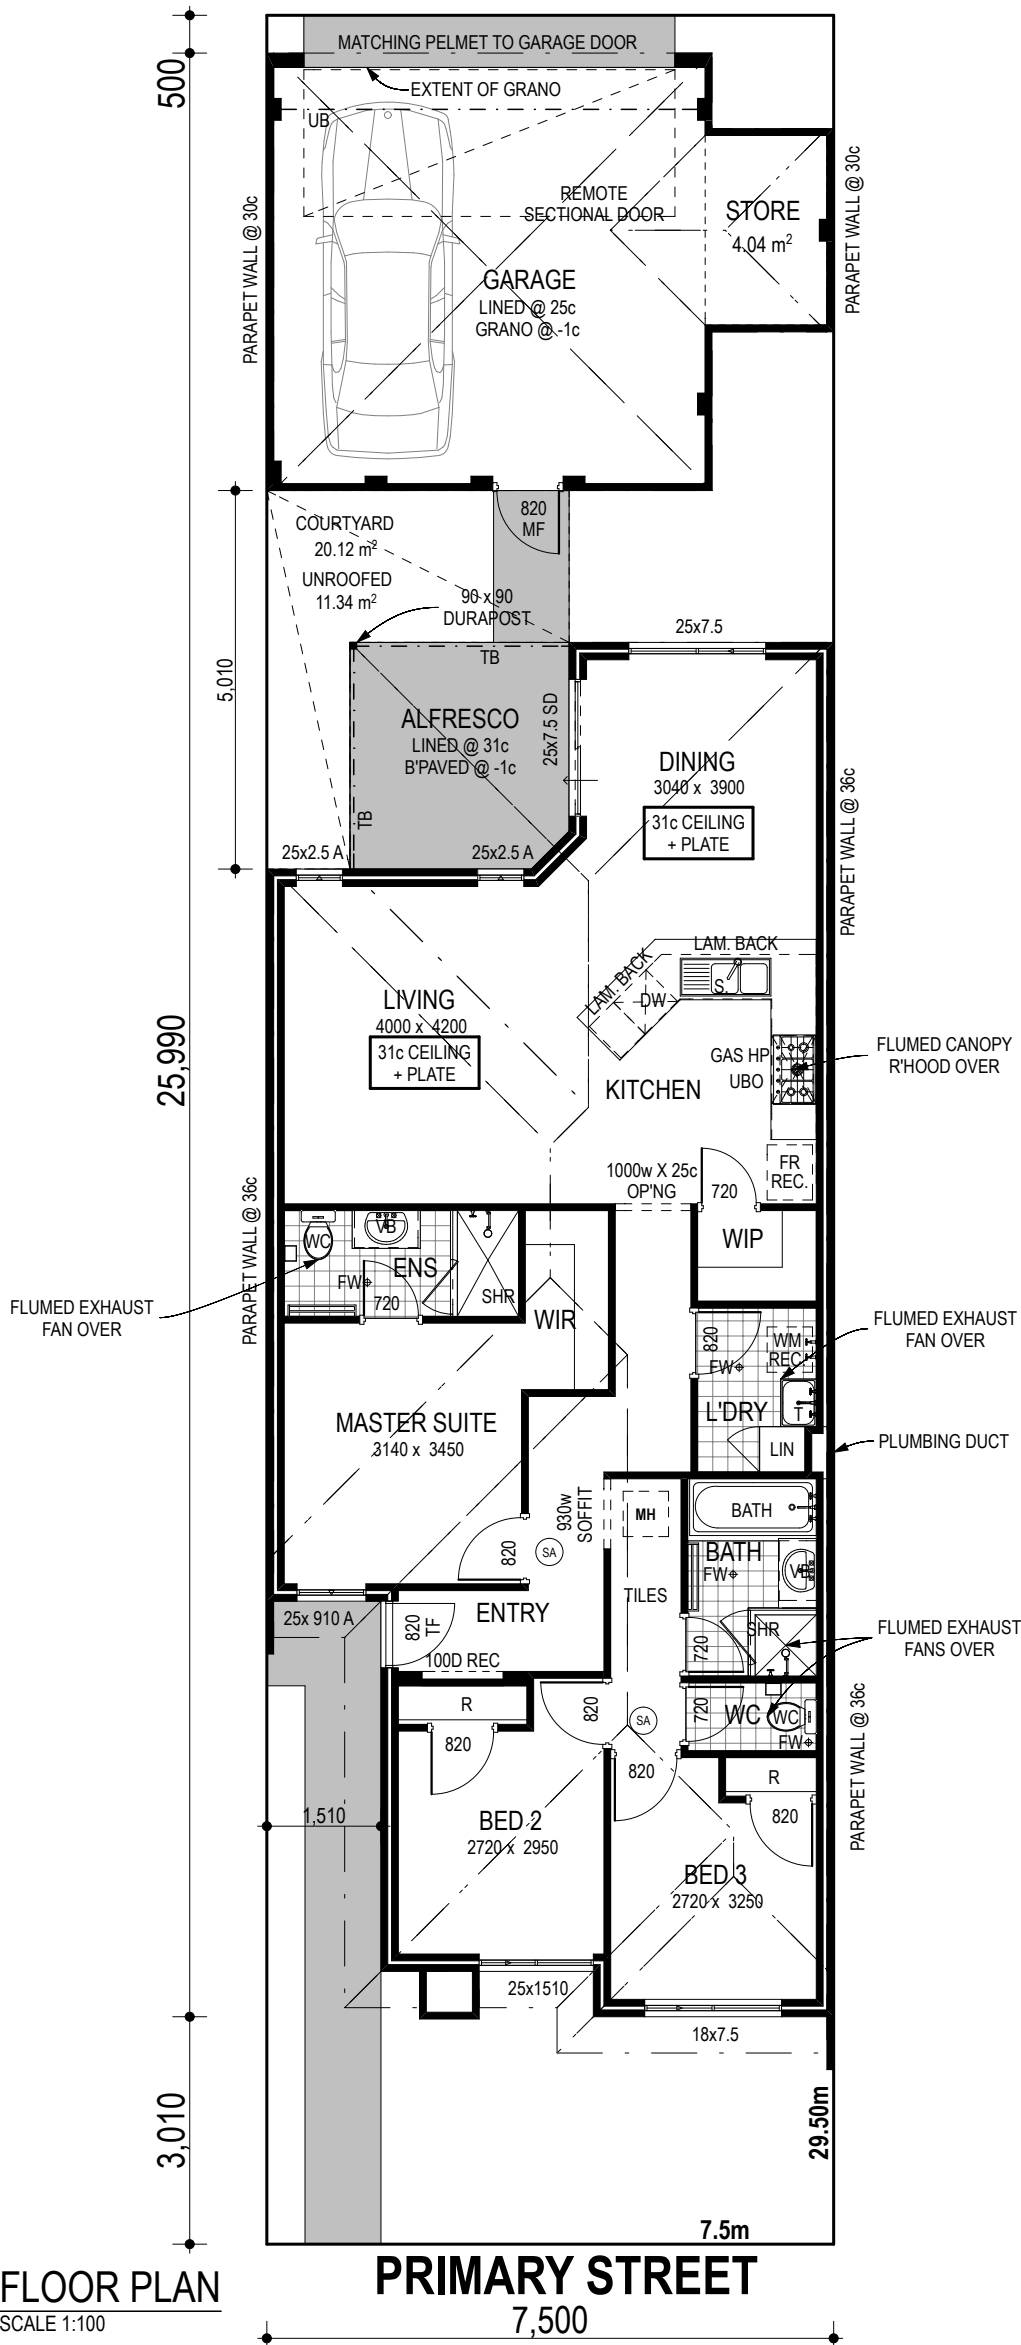 MATCHING PELMET TO GARAGE DOOR
500
EXTENT OF GRANO
UB
PARAPET WALL @ 30c
REMOTE
SECTIONAL DOOR
STORE
4.04 m²
PARAPET WALL @ 30c
GARAGE
LINED @ 25c
GRANO @ -1c
820
MF
COURTYARD
20.12 m²
UNROOFED
11.34 m²
90 x 90
DURAPOST
25x7.5
TB
5,010
ALFRESCO
LINED @ 31c
B'PAVED @ -1c
25x7.5 SD
DINING
3040 x 3900
31c CEILING
+ PLATE
PARAPET WALL @ 36c
TB
25x2.5 A
25x2.5 A
LAM. BACK
LAM. BACK
S.
DW
LIVING
4000 x 4200
31c CEILING
+ PLATE
25,990
GAS HP
UBO
FLUMED CANOPY
R'HOOD OVER
KITCHEN
1000w X 25c
OP'NG
720
FR
REC.
PARAPET WALL @ 36c
WC
VB
ENS
FW
720
SHR
WIP
WIR
FLUMED EXHAUST
FAN OVER
820
WM
REC.
FW
FLUMED EXHAUST
FAN OVER
L'DRY
T
LIN
PLUMBING DUCT
MASTER SUITE
3140 x 3450
930w
SOFFIT
MH
BATH
820
SA
BATH
FW
VB
TILES
25x 910 A
820
TF
ENTRY
100D REC
SHR
720
FLUMED EXHAUST
FANS OVER
R
820
820
SA
720
WC
WC
FW
PARAPET WALL @ 36c
820
R
820
1,510
BED 2
2720 x 2950
BED 3
2720 x 3250
25x1510
18x7.5
3,010
29.50m
7.5m
FLOOR PLAN
SCALE 1:100
PRIMARY STREET
7,500